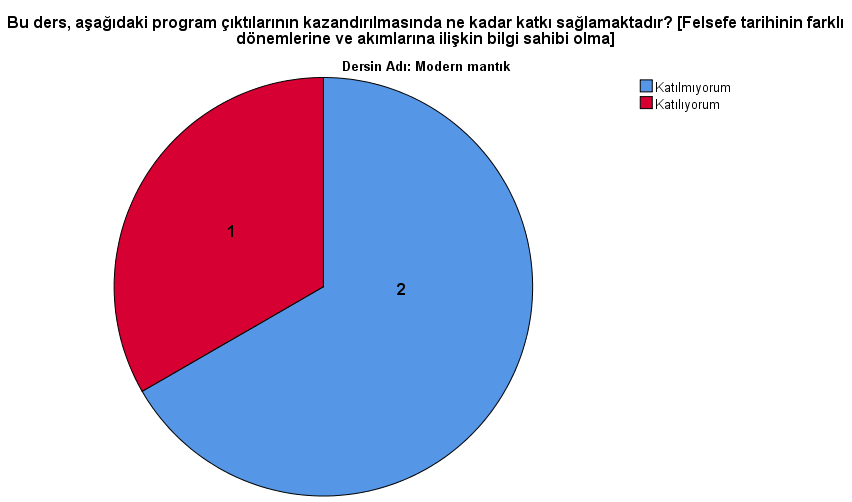 Bu ders, aşağıdaki program çıktılarının kazandırılmasında ne kadar katkı sağlamaktadır? [Felsefe tarihinin farklı
dönemlerine ve akımlarına ilişkin bilgi sahibi olma]
Dersin Adı: Modern mantık
Katılmıyorum
Katılıyorum
1
2